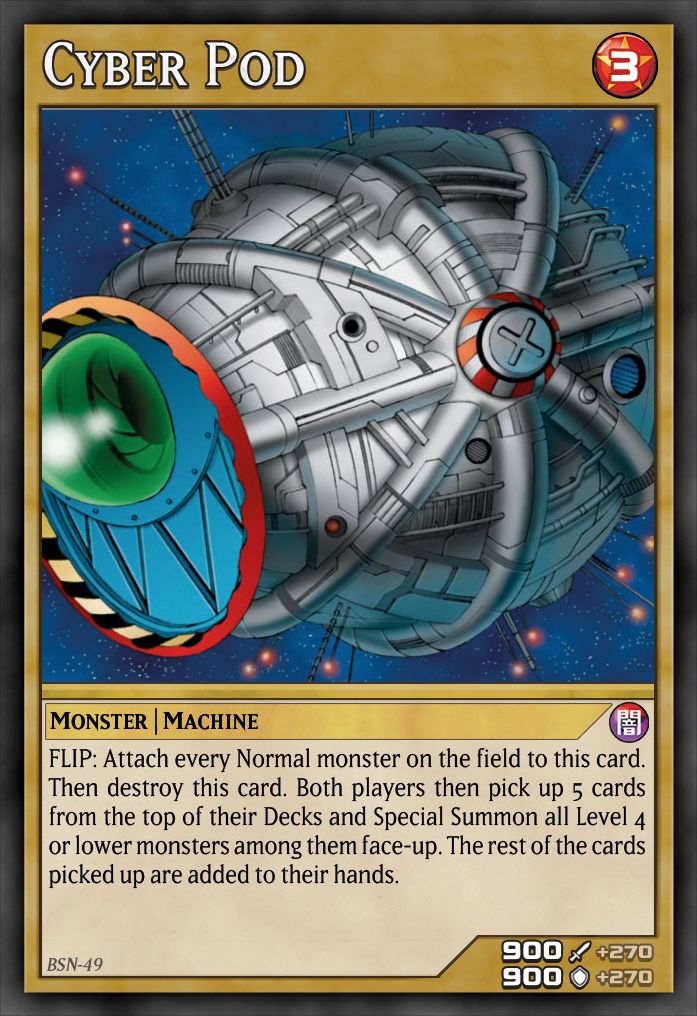 Cyber Pod
3
Monster | Machine
闇
FLIP: Attach every Normal monster on the field to this card.
Then destroy this card. Both players then pick up 5 cards
from the top of their Decks and Special Summon all Level 4
or lower monsters among them face-up. The rest of the cards
picked up are added to their hands.
900 +270
BSN-49
900 +270